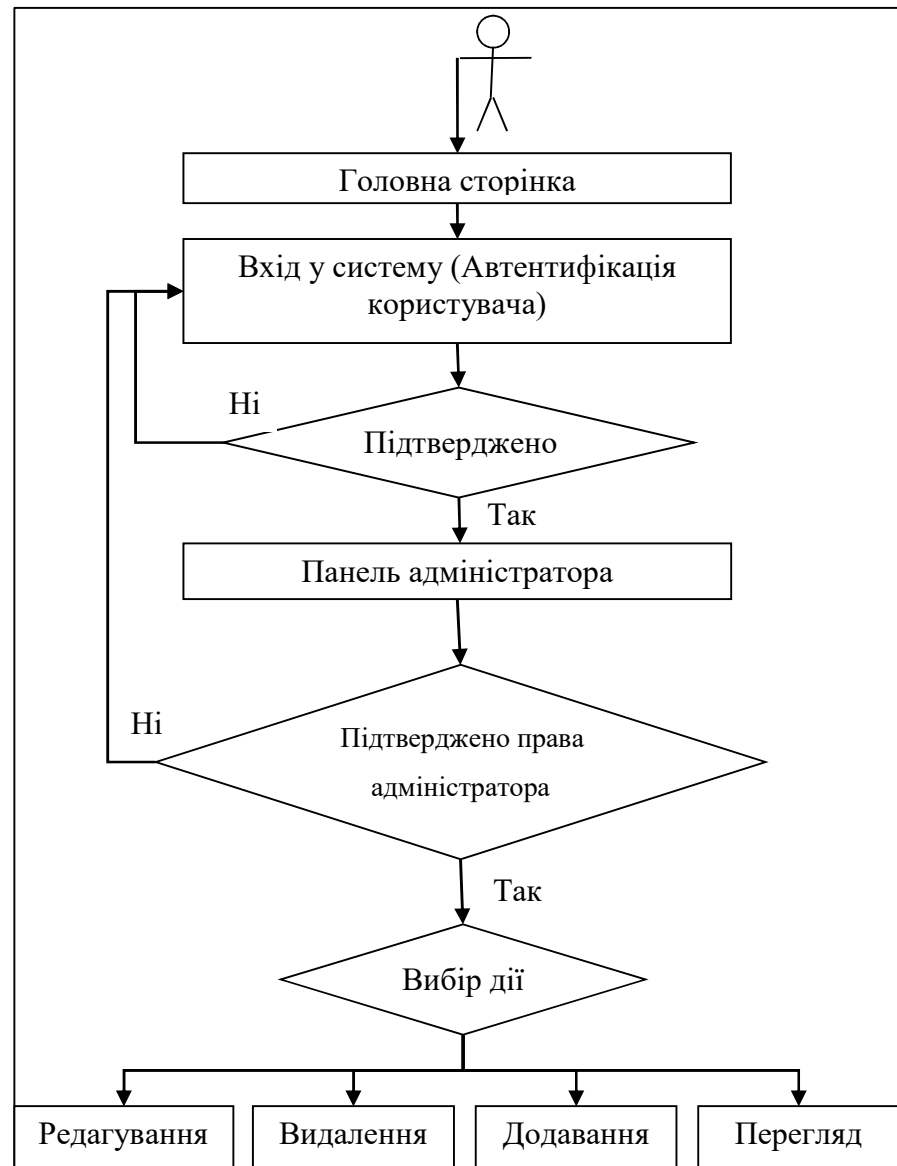 Головна сторінка
Вхід у систему (Автентифікація
користувача)
Ні
Підтверджено
Так
Панель адміністратора
Ні
Підтверджено права
адміністратора
Так
Вибір дії
Редагування
Видалення
Додавання
Перегляд